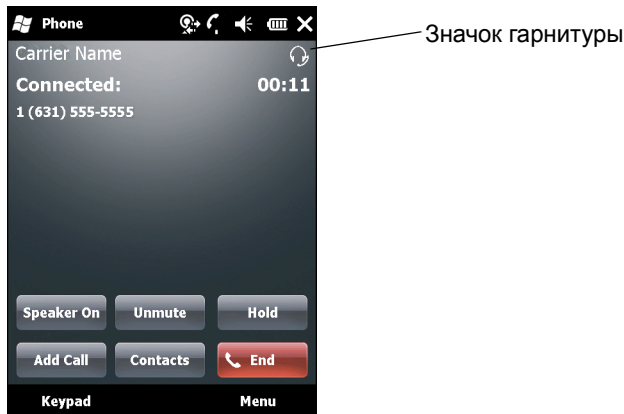 Phone
Carrier Name
Значок гарнитуры
Connected: 00:11
1 (631) 555-5555
Speaker On Unmute Hold
Add Call Contacts End
Keypad Menu